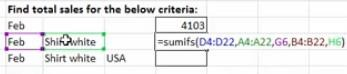 Find total sales for the below criteria:
Feb 4103
Feb Shirt white =sumifs(D4:D22,A4:A22,G6,B4:B22,H6)
Feb Shirt white USA